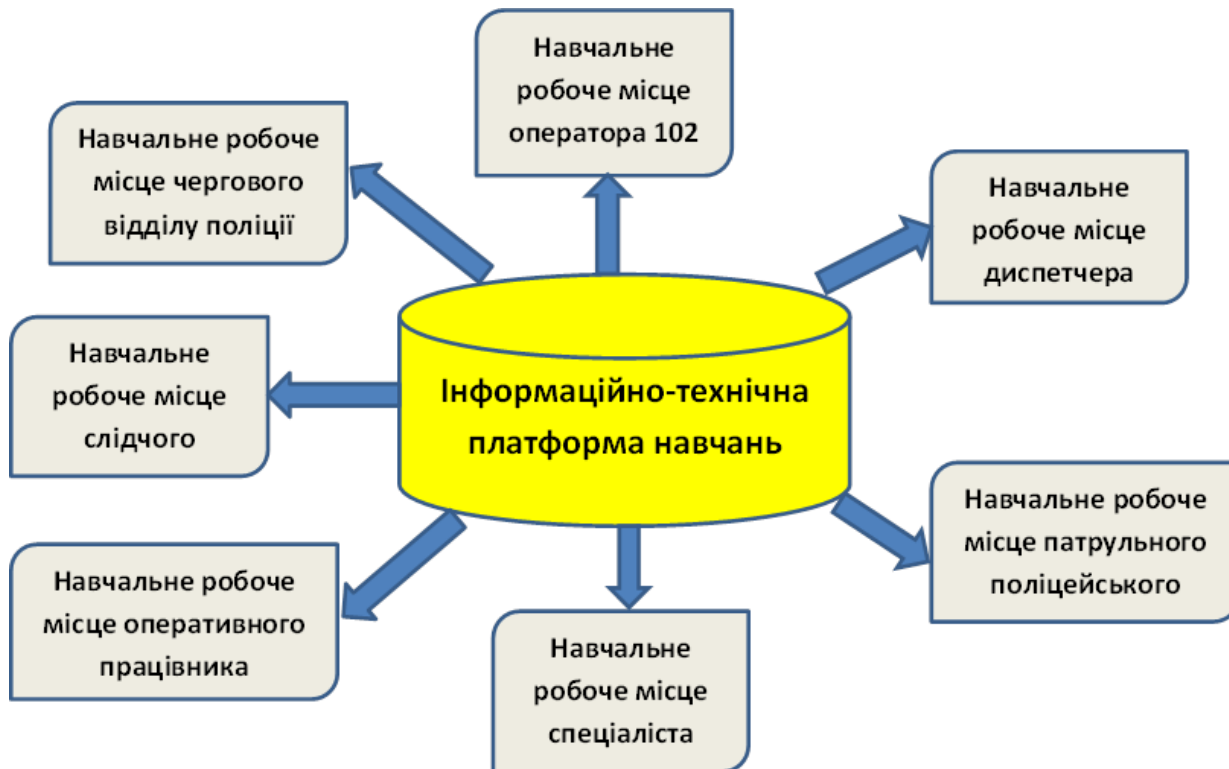 Навчальне
робоче місце
оператора 102
Навчальне робоче
місце чергового
відділу поліції
Навчальне
робоче місце
диспетчера
Навчальне
робоче місце
слідчого
Інформаційно-технічна
платформа навчань
Навчальне робоче
місце патрульного
поліцейського
Навчальне робоче
місце оперативного
працівника
Навчальне
робоче місце
спеціаліста